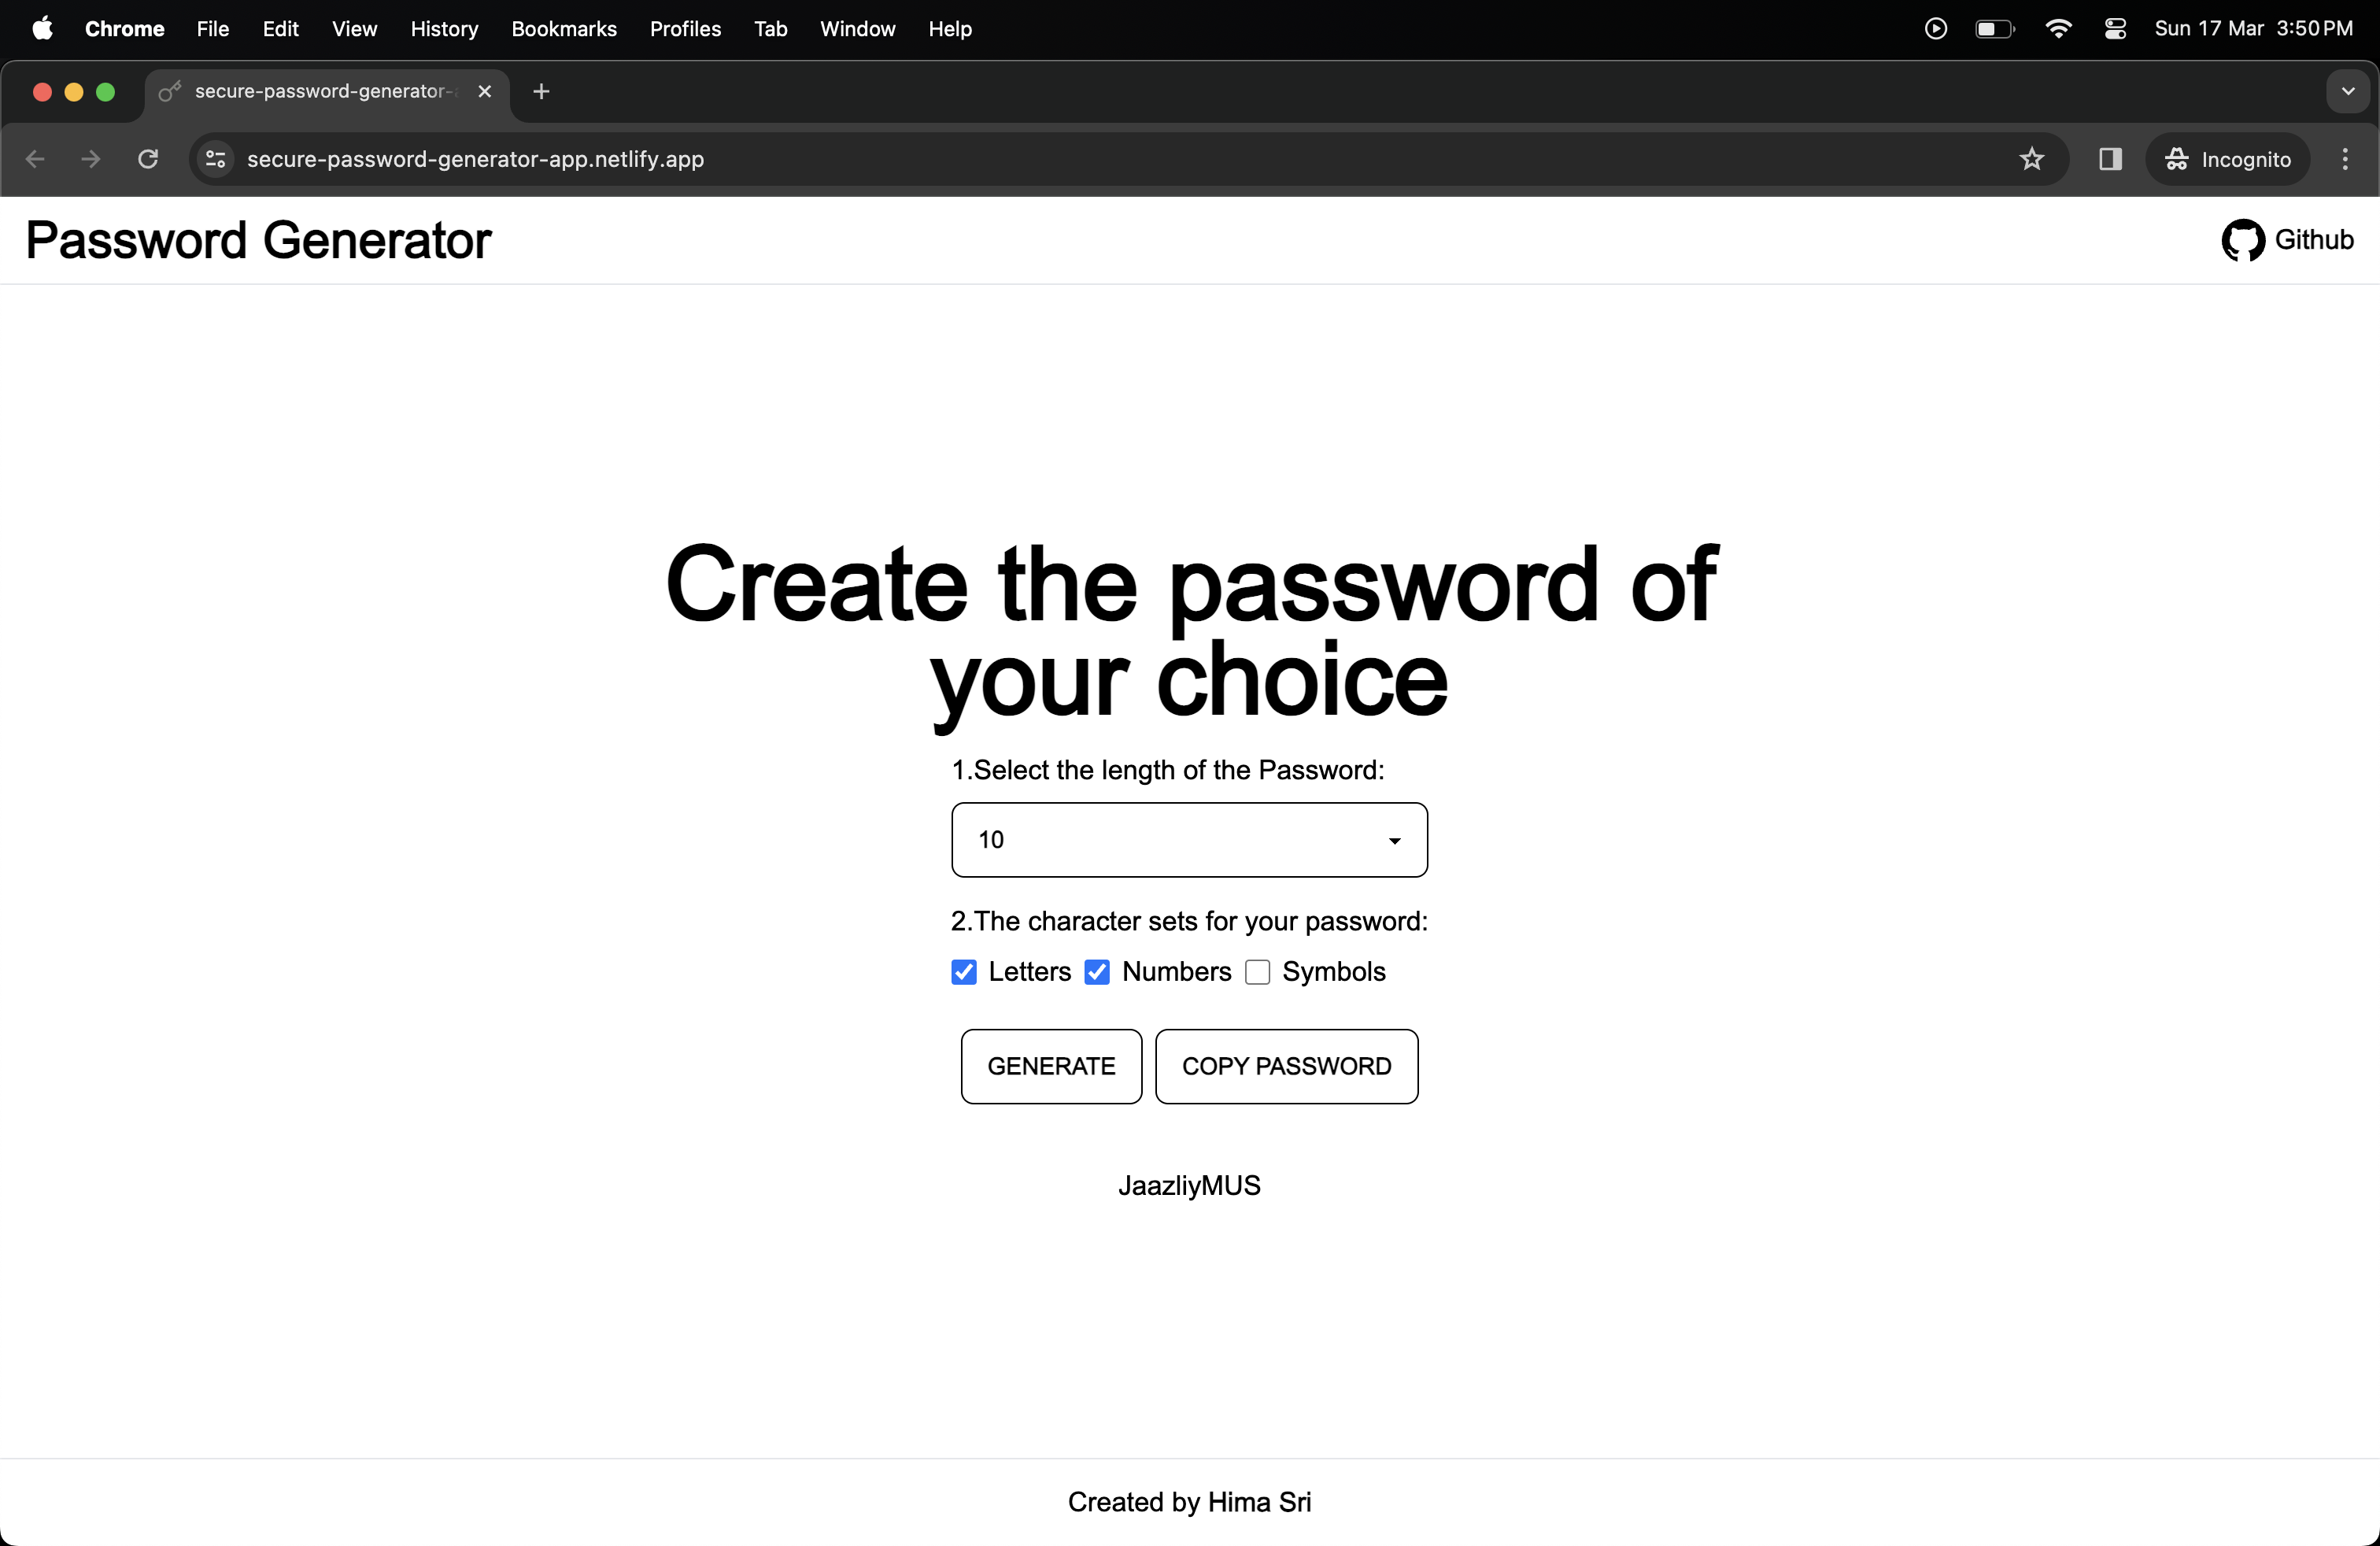 Chrome File Edit View History Bookmarks Profiles Tab Window Help Sun 17 Mar 3:50 PM
secure-password-generator-
secure-password-generator-app.netlify.app Incognito
Password Generator Github
Create the password of
your choice
1.Select the length of the Password:
10
2.The character sets for your password:
Letters Numbers Symbols
GENERATE COPY PASSWORD
JaazliyMUS
Created by Hima Sri